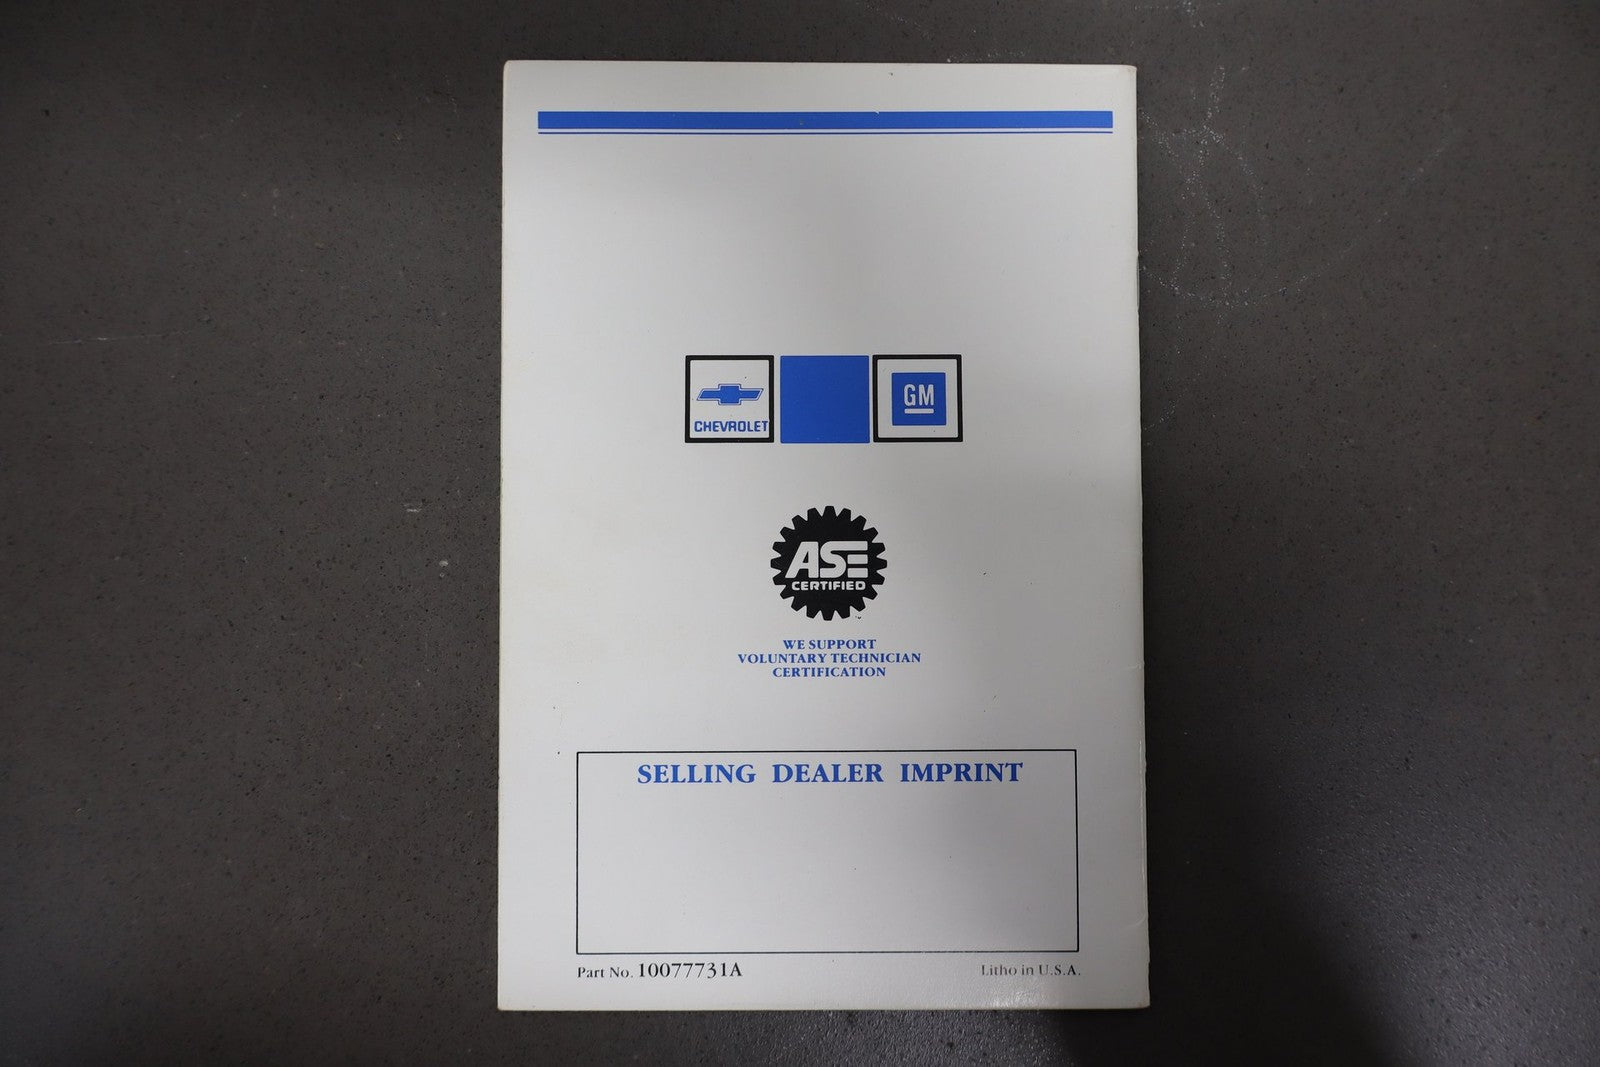 CHEVROLET
GM
ASE
CERTIFIED
WE SUPPORT
VOLUNTARY TECHNICIAN
CERTIFICATION
SELLING DEALER IMPRINT
Part No. 10077731A
Litho in U.S.A.